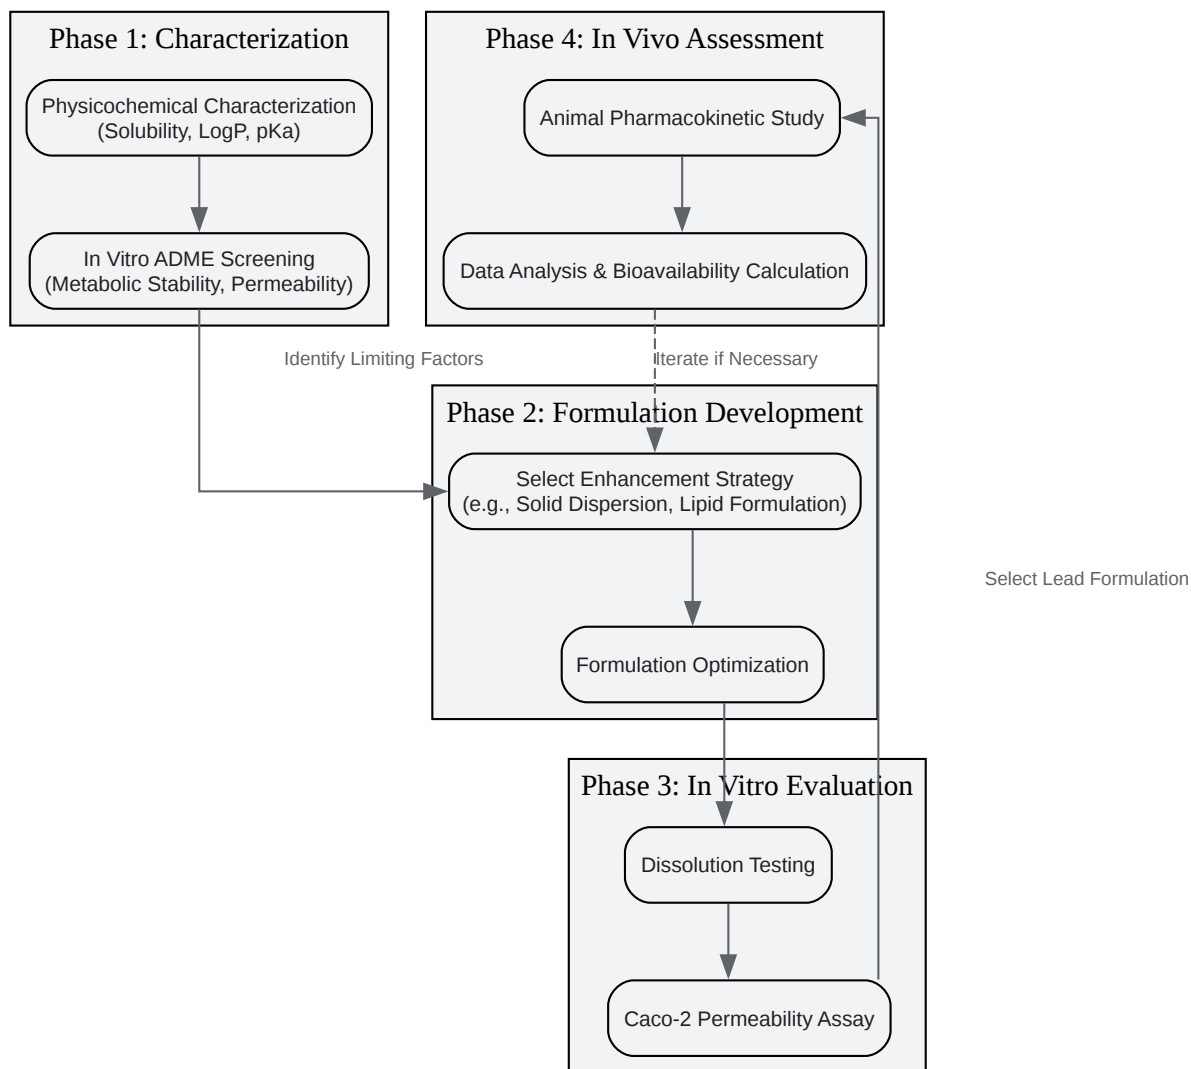 Phase 1: Characterization
Physicochemical Characterization
(Solubility, LogP, pKa)
In Vitro ADME Screening
(Metabolic Stability, Permeability)
Phase 4: In Vivo Assessment
Animal Pharmacokinetic Study
Data Analysis & Bioavailability Calculation
Identify Limiting Factors
Iterate if Necessary
Phase 2: Formulation Development
Select Enhancement Strategy
(e.g., Solid Dispersion, Lipid Formulation)
Formulation Optimization
Select Lead Formulation
Phase 3: In Vitro Evaluation
Dissolution Testing
Caco-2 Permeability Assay